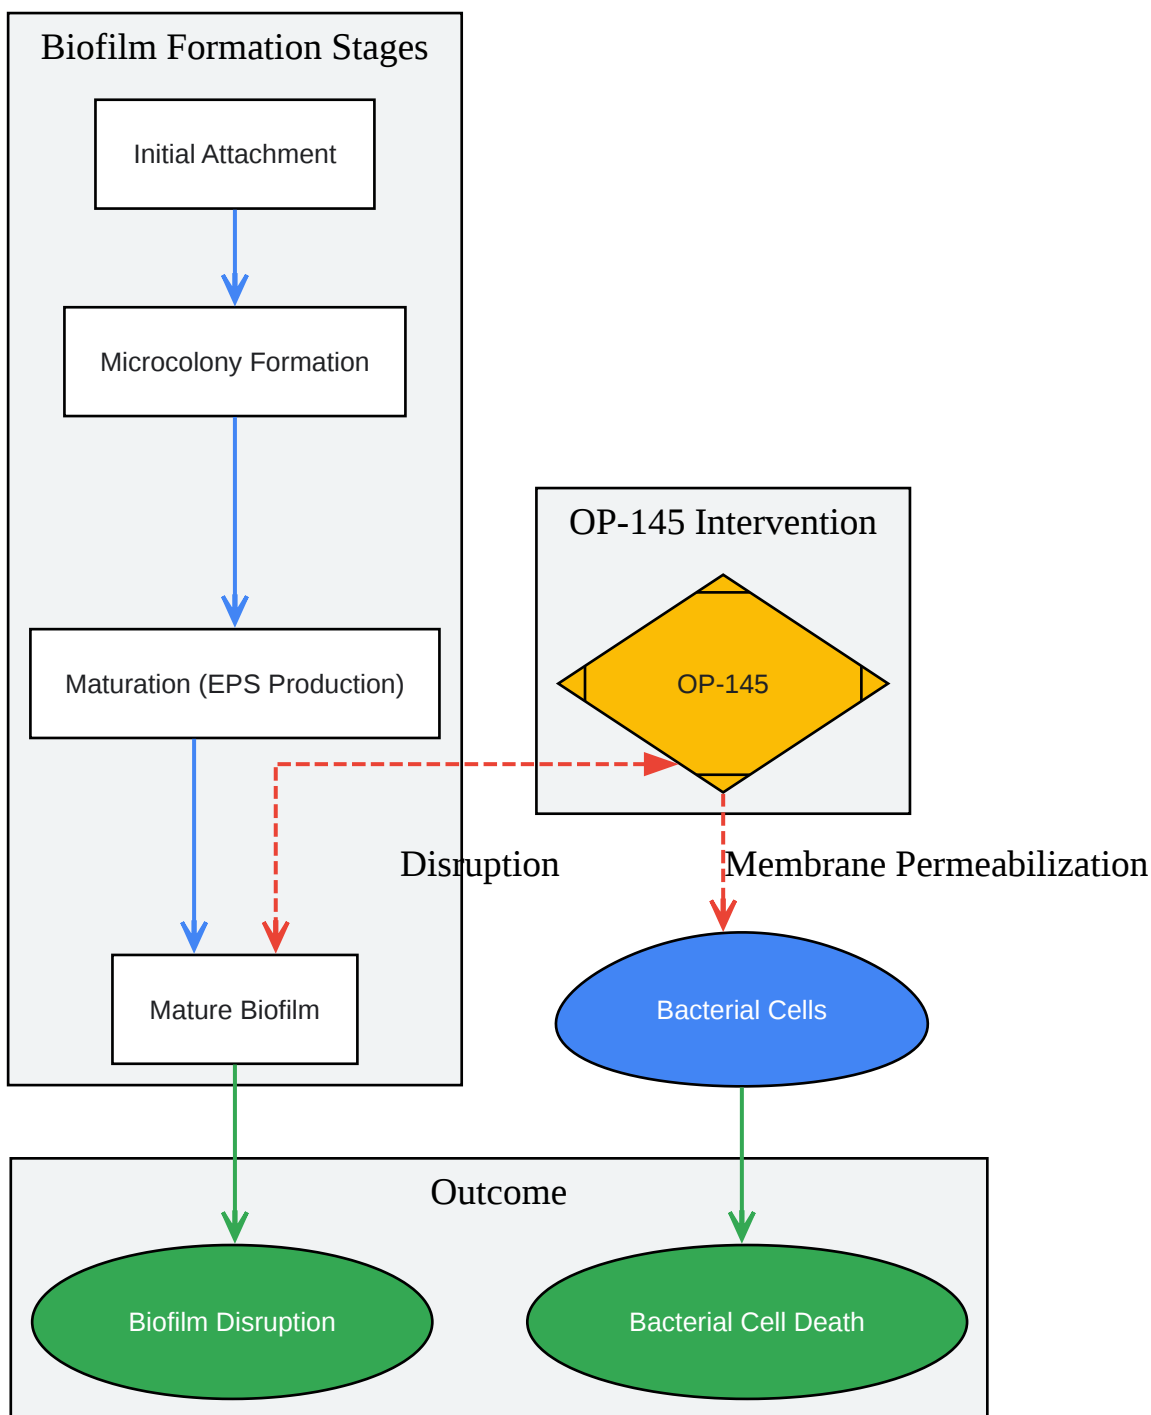 Biofilm Formation Stages
Initial Attachment
Microcolony Formation
OP-145 Intervention
Maturation (EPS Production)
OP-145
Disruption
Membrane Permeabilization
Mature Biofilm
Bacterial Cells
Outcome
Biofilm Disruption
Bacterial Cell Death